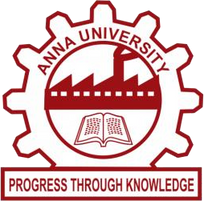 ANNA UNIVERSITY
PROGRESS THROUGH KNOWLEDGE